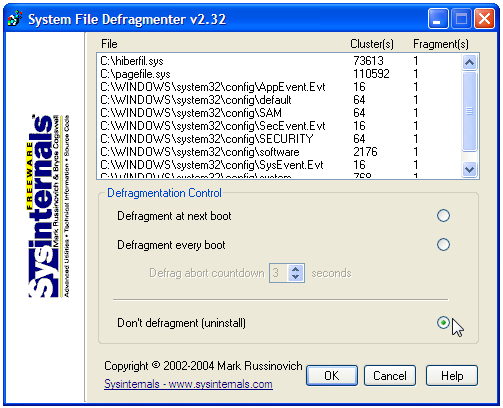 System File Defragmenter v2.32
File Cluster(s) Fragment(s)
C:\hiberfil.sys 73613 1
C:\pagefile.sys 110592 1
C:\WINDOWS\system32\config\AppEvent.Evt 16 1
C:\WINDOWS\system32\config\default 64 1
C:\WINDOWS\system32\config\SAM 64 1
C:\WINDOWS\system32\config\SecEvent.Evt 16 1
C:\WINDOWS\system32\config\SECURITY 64 1
C:\WINDOWS\system32\config\software 2176 1
C:\WINDOWS\system32\config\SysEvent.Evt 16 1
C:\WINDOWS\system32\config\system 768 1
Sysinternals
FREEWARE
Mark Russinovich & Bryce Cogswell
Advanced Utilities • Technical Information • Source Code
Defragmentation Control
Defragment at next boot
Defragment every boot
Defrag abort countdown 3 seconds
Don't defragment (uninstall)
Copyright © 2002-2004 Mark Russinovich
Sysinternals - www.sysinternals.com
OK Cancel Help